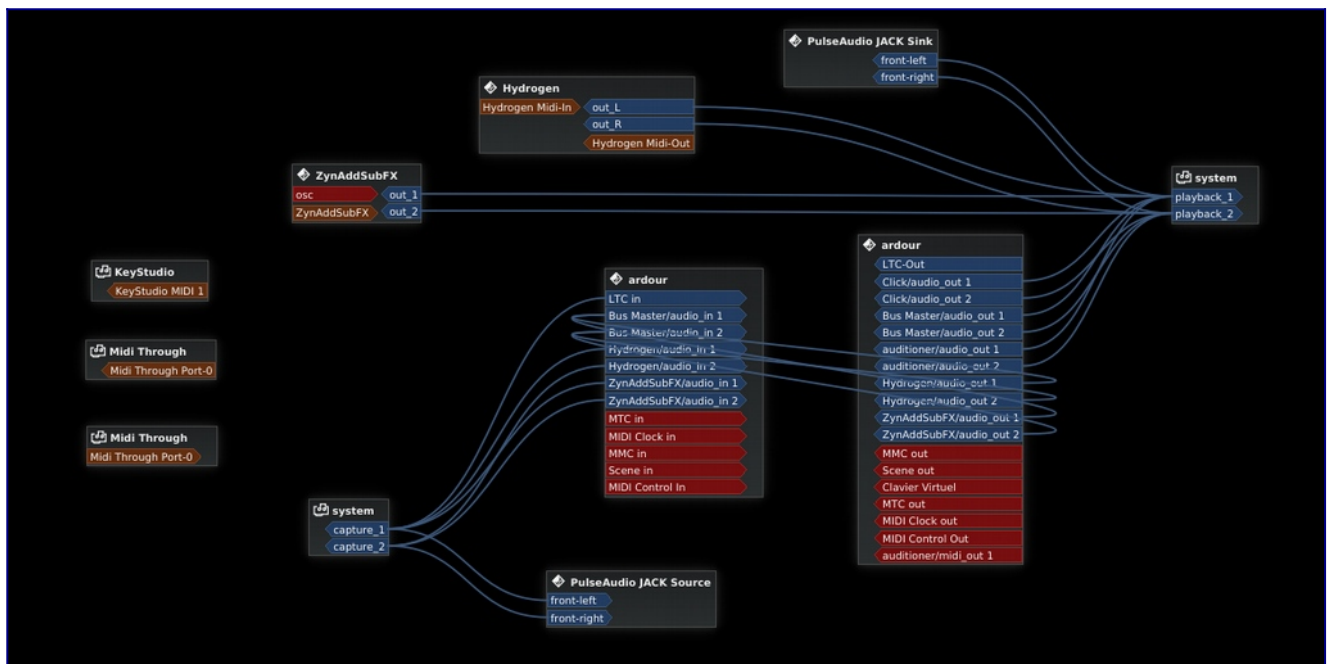 PulseAudio JACK Sink
front-left
front-right
Hydrogen
Hydrogen Midi-In
out_L
out_R
Hydrogen Midi-Out
ZynAddSubFX
osc
out_1
ZynAddSubFX
out_2
system
playback_1
playback_2
KeyStudio
KeyStudio MIDI 1
Midi Through
Midi Through Port-0
Midi Through
Midi Through Port-0
ardour
LTC in
Bus Master/audio_in 1
Bus Master/audio_in 2
Hydrogen/audio_in 1
Hydrogen/audio_in 2
ZynAddSubFX/audio_in 1
ZynAddSubFX/audio_in 2
MTC in
MIDI Clock in
MMC in
Scene in
MIDI Control In
ardour
LTC-Out
Click/audio_out 1
Click/audio_out 2
Bus Master/audio_out 1
Bus Master/audio_out 2
auditioner/audio_out 1
auditioner/audio_out 2
Hydrogen/audio_out 1
Hydrogen/audio_out 2
ZynAddSubFX/audio_out 1
ZynAddSubFX/audio_out 2
MMC out
Scene out
Clavier Virtuel
MTC out
MIDI Clock out
MIDI Control Out
auditioner/midi_out 1
system
capture_1
capture_2
PulseAudio JACK Source
front-left
front-right